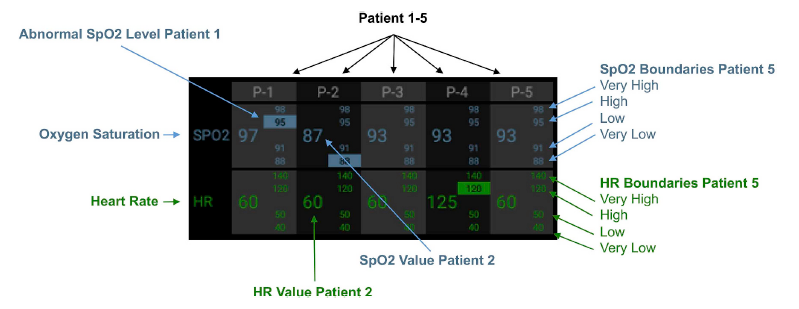 Patient 1-5
Abnormal SpO2 Level Patient 1
SpO2 Boundaries Patient 5
Very High
High
Low
Very Low
P-1 P-2 P-3 P-4 P-5
98 98 98 98 98
95 95 95 95 95
Oxygen Saturation SPO2 97 87 93 93 93
91 91 91 91 91
88 88 88 88 88
HR Boundaries Patient 5
Very High
High
Low
Very Low
140 140 140 140 140
120 120 120 120 120
Heart Rate HR 60 60 60 125 60
50 50 50 50 50
40 40 40 40 40
SpO2 Value Patient 2
HR Value Patient 2